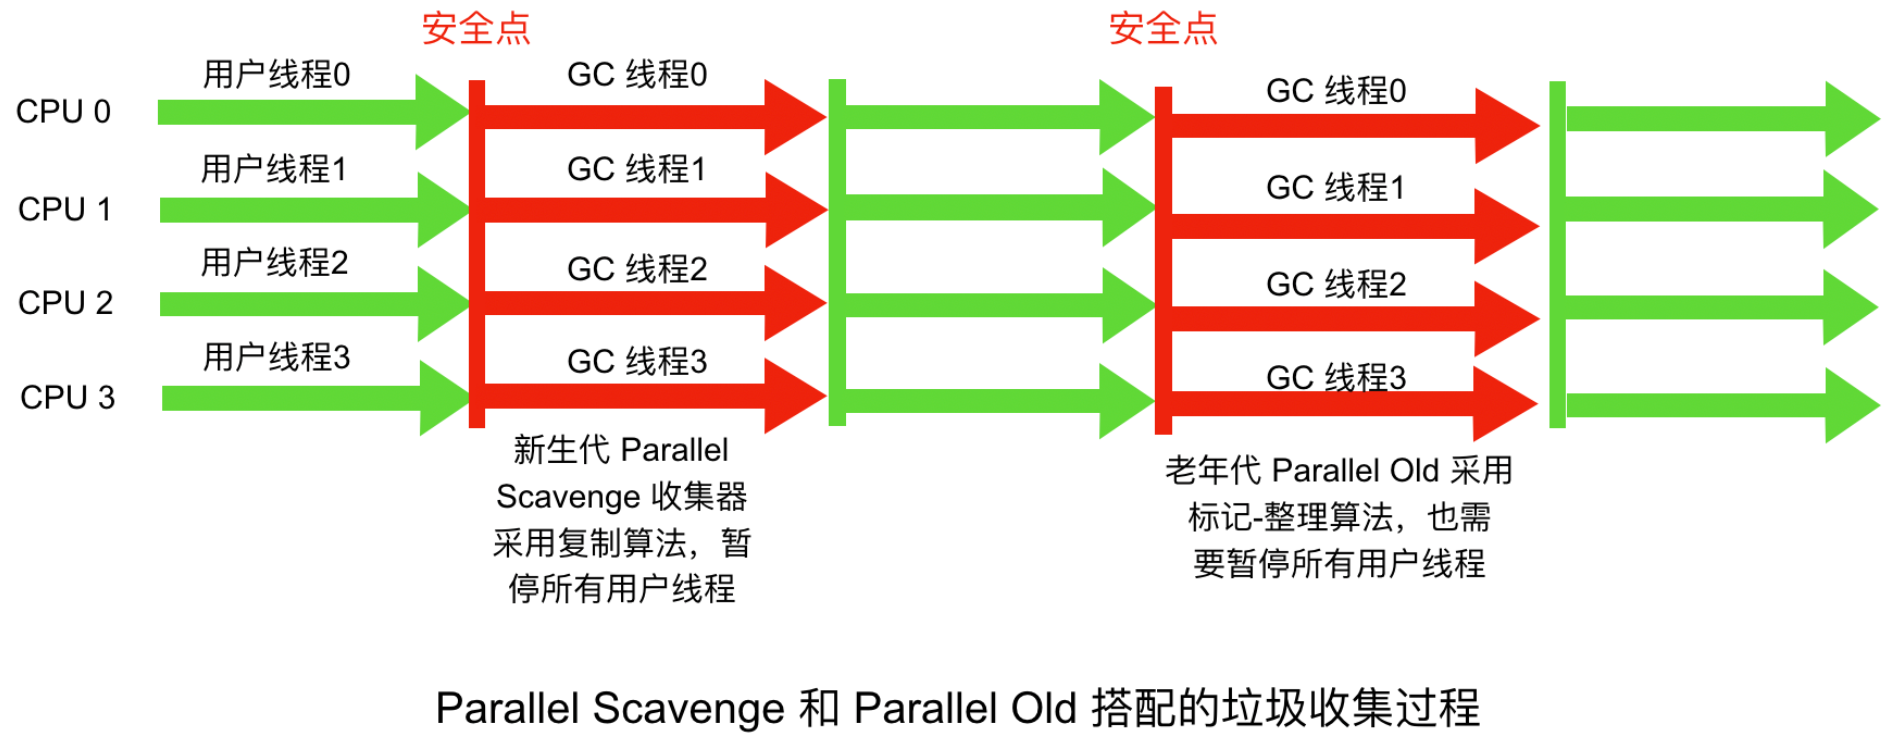 安全点
安全点
用户线程0
GC 线程0
GC 线程0
CPU 0
用户线程1
GC 线程1
GC 线程1
CPU 1
用户线程2
GC 线程2
GC 线程2
CPU 2
用户线程3
GC 线程3
GC 线程3
CPU 3
新生代 Parallel
Scavenge 收集器
采用复制算法，暂
停所有用户线程
老年代 Parallel Old 采用
标记-整理算法，也需
要暂停所有用户线程
Parallel Scavenge 和 Parallel Old 搭配的垃圾收集过程